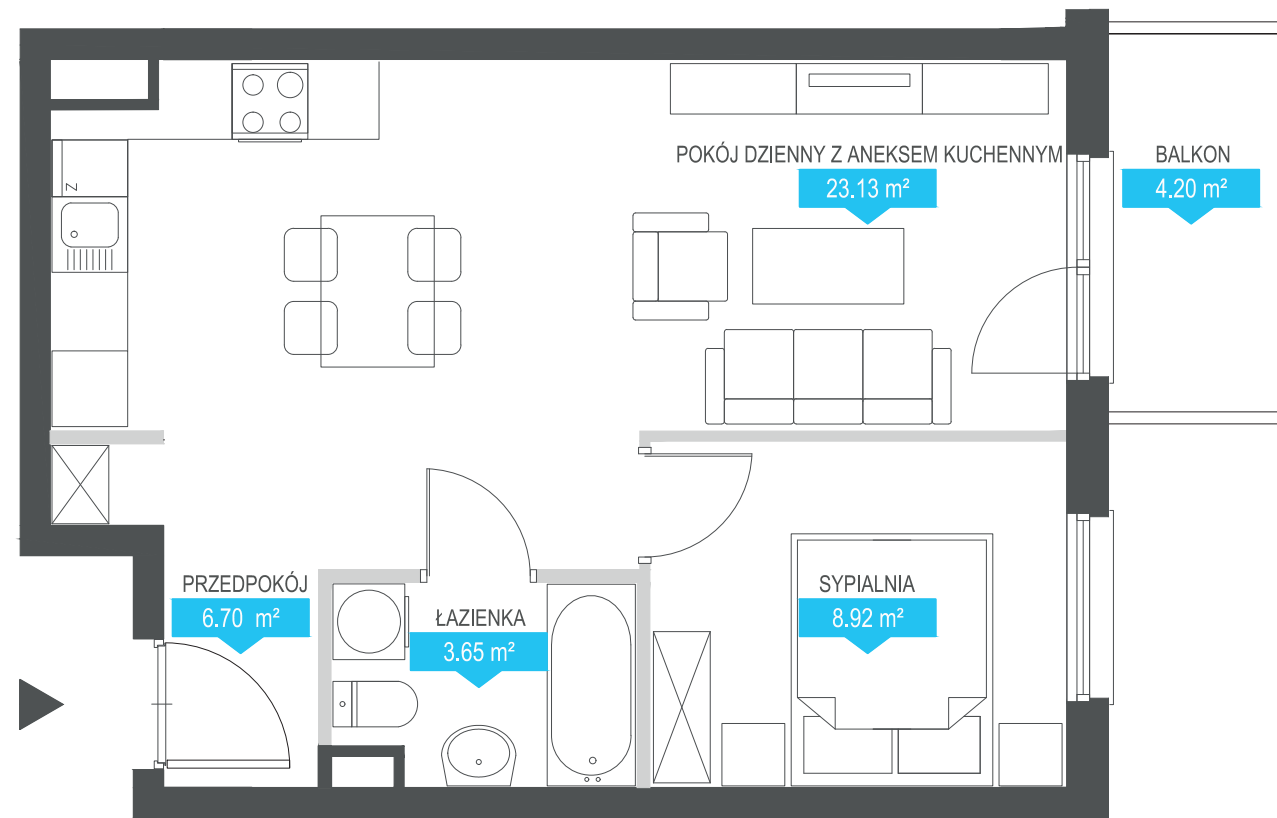 POKÓJ DZIENNY Z ANEKSEM KUCHENNYM
23.13 m²
BALKON
4.20 m²
Z
PRZEDPOKÓJ
6.70 m²
ŁAZIENKA
3.65 m²
SYPIALNIA
8.92 m²